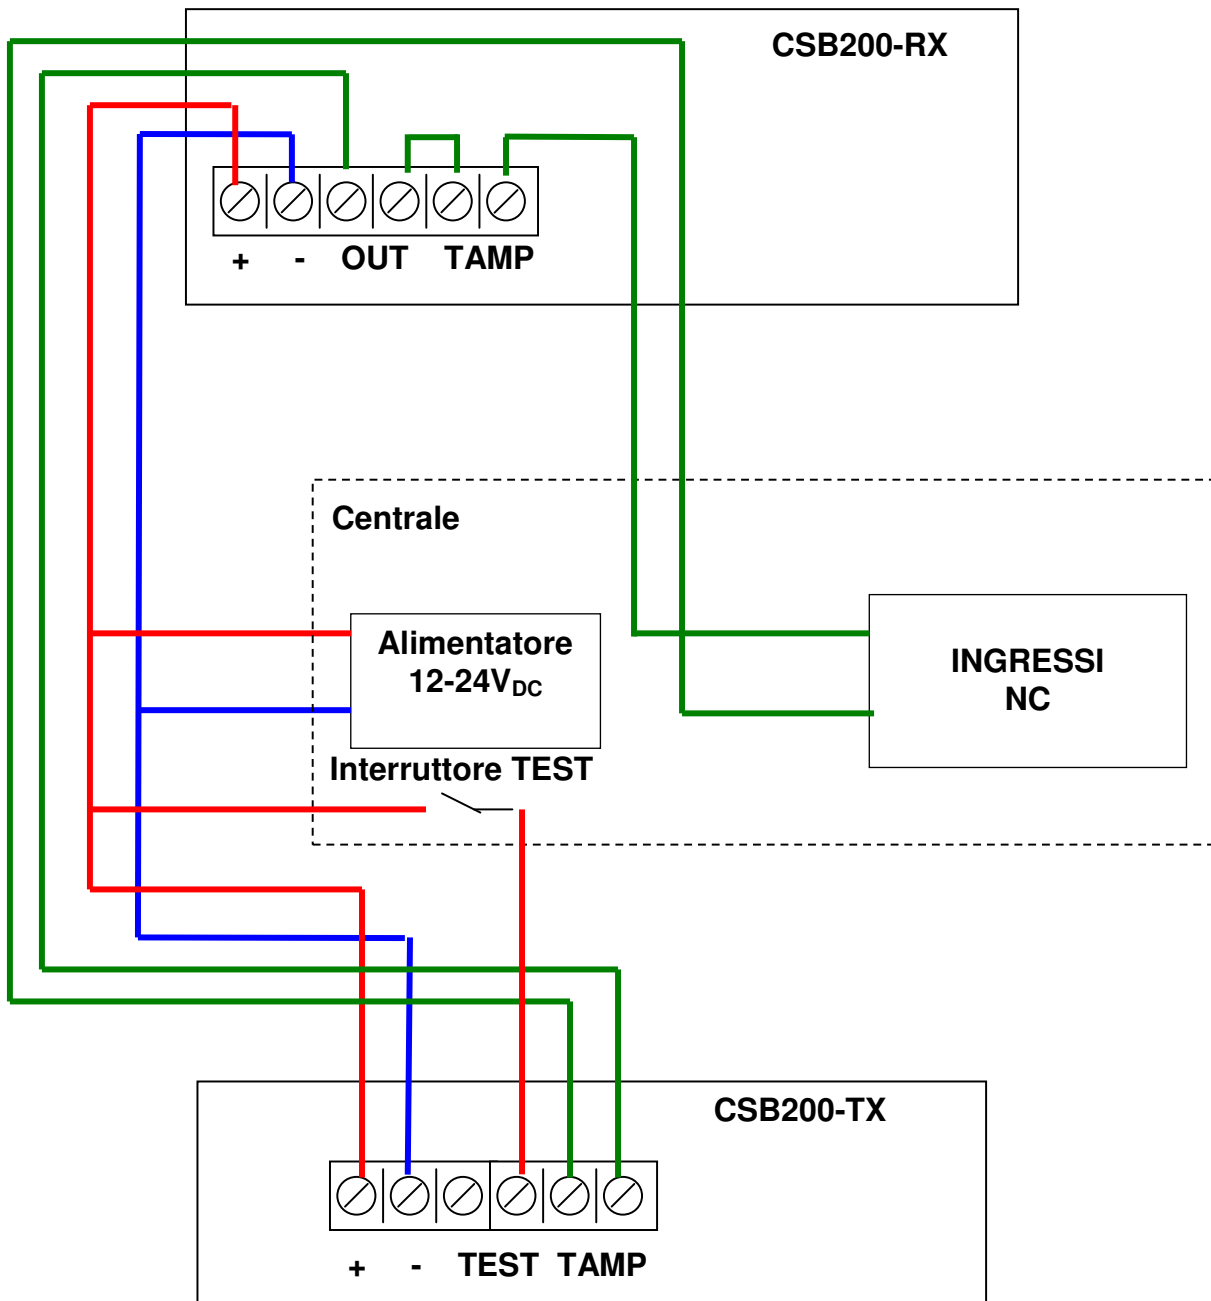 CSB200-RX
+ - OUT TAMP
Centrale
Alimentatore
12-24VDC
INGRESSI
NC
Interruttore TEST
CSB200-TX
+ - TEST TAMP